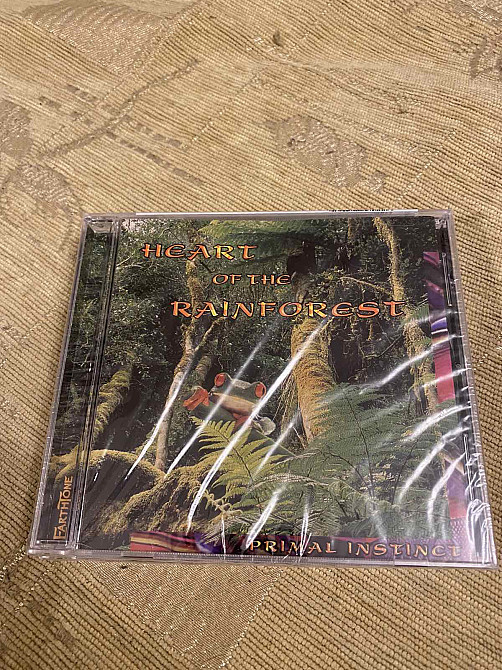 HEART
OF THE
RAINFOREST
EARTHTONE
PRIMAL INSTINCT